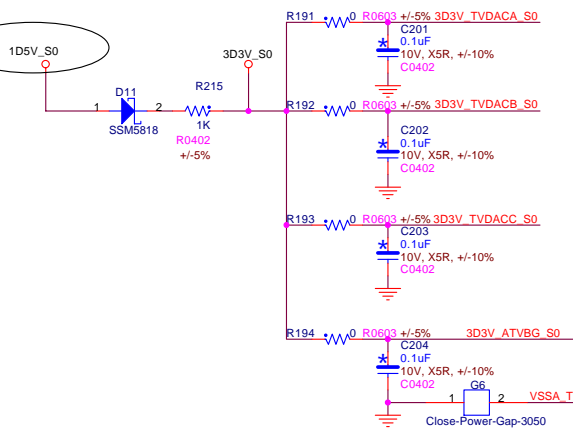 R191 0 R0603 +/-5% 3D3V_TVDACA_S0
C201
0.1uF
10V, X5R, +/-10%
C0402
1D5V_S0
3D3V_S0
D11
1 2
SSM5818
R215
1K
R0402
+/-5%
R192 0 R0603 +/-5% 3D3V_TVDACB_S0
C202
0.1uF
10V, X5R, +/-10%
C0402
R193 0 R0603 +/-5% 3D3V_TVDACC_S0
C203
0.1uF
10V, X5R, +/-10%
C0402
R194 0 R0603 +/-5% 3D3V_ATVBG_S0
C204
0.1uF
10V, X5R, +/-10%
C0402
G6
1 2 VSSA_T
Close-Power-Gap-3050